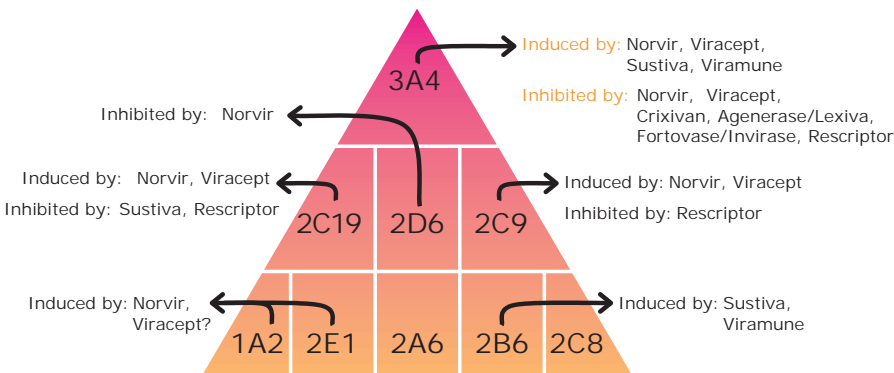 3A4
Induced by: Norvir, Viracept,
Sustiva, Viramune
Inhibited by: Norvir, Viracept,
Crixivan, Agenerase/Lexiva,
Fortovase/Invirase, Rescriptor
Inhibited by: Norvir
Induced by: Norvir, Viracept
Inhibited by: Sustiva, Rescriptor
2C19
2D6
2C9
Induced by: Norvir, Viracept
Inhibited by: Rescriptor
Induced by: Norvir,
Viracept?
1A2
2E1
2A6
2B6
2C8
Induced by: Sustiva,
Viramune